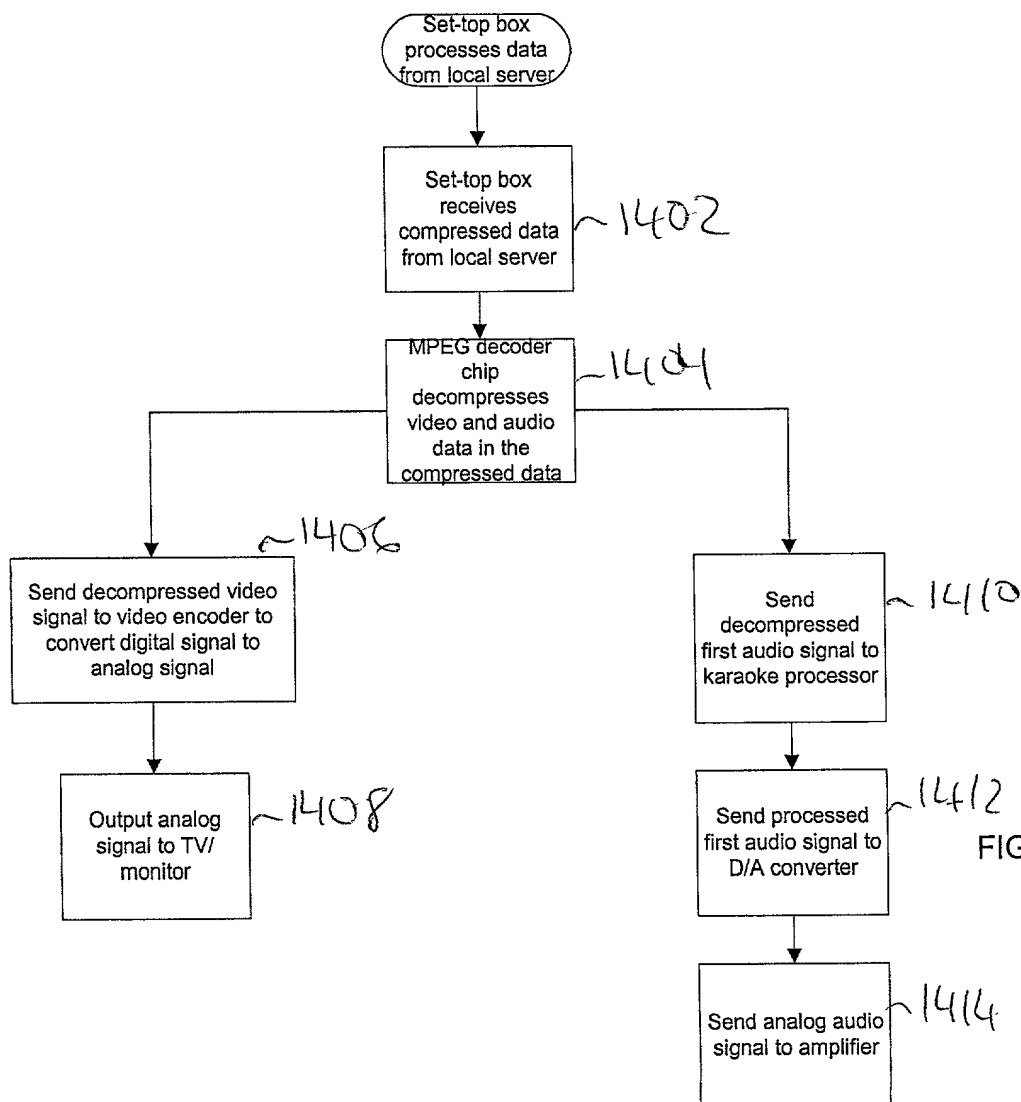 Set-top box
processes data
from local server
Set-top box
receives
compressed data
from local server
~1402
MPEG decoder
chip
decompresses
video and audio
data in the
compressed data
~1404
~1406
Send decompressed video
signal to video encoder to
convert digital signal to
analog signal
Send
decompressed
first audio signal to
karaoke processor
~1410
Output analog
signal to TV/
monitor
~1408
Send processed
first audio signal to
D/A converter
~1412
FIG
Send analog audio
signal to amplifier
~1414